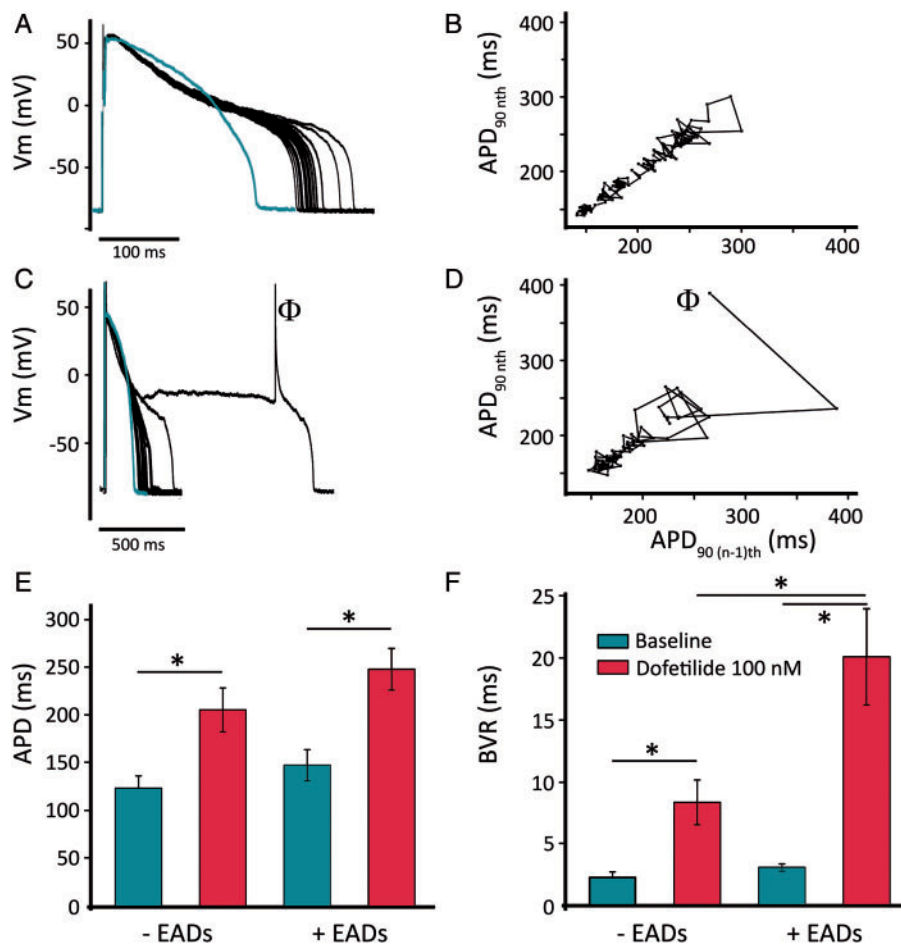 A
Vm (mV)
50
0
-50
100 ms
B
APD90 nth (ms)
400
300
200
200 300 400
C
Vm (mV)
50
0
-50
Φ
500 ms
D
APD90 nth (ms)
400
300
200
Φ
200 300 400
APD90 (n-1)th (ms)
E
APD (ms)
300
250
200
150
100
50
0
*
*
- EADs + EADs
F
BVR (ms)
25
20
15
10
5
0
*
*
*
Baseline
Dofetilide 100 nM
- EADs + EADs